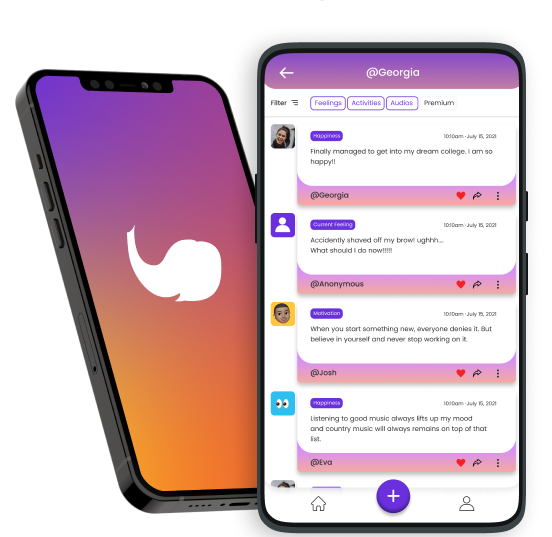 @Georgia
Filter
Feelings Activities Audios Premium
Happiness 10:10am · July 15, 2021
Finally managed to get into my dream college. I am so
happy!!
@Georgia
Current Feeling 10:10am · July 15, 2021
Accidently shaved off my brow! ughhh...
What should I do now!!!!!
@Anonymous
Motivation 10:10am · July 15, 2021
When you start something new, everyone denies it. But
believe in yourself and never stop working on it.
@Josh
Happiness 10:10am · July 15, 2021
Listening to good music always lifts up my mood
and country music will always remains on top of that
list.
@Eva